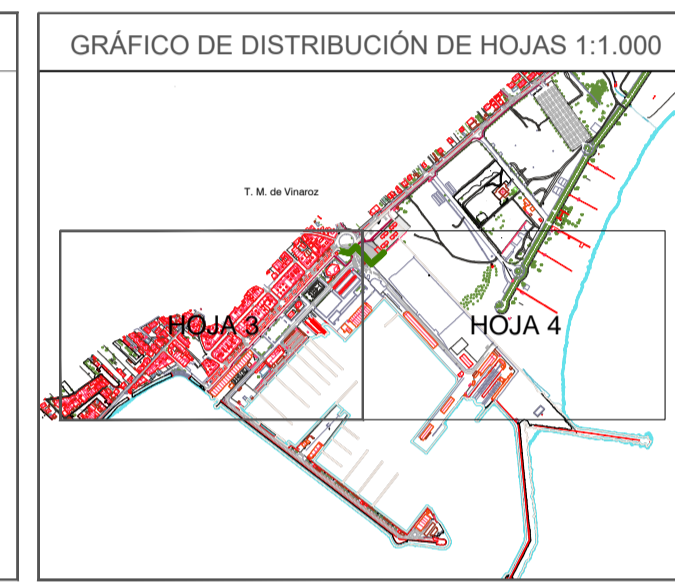 GRÁFICO DE DISTRIBUCIÓN DE HOJAS 1:1.000
T. M. de Vinaroz
HOJA 3
HOJA 4